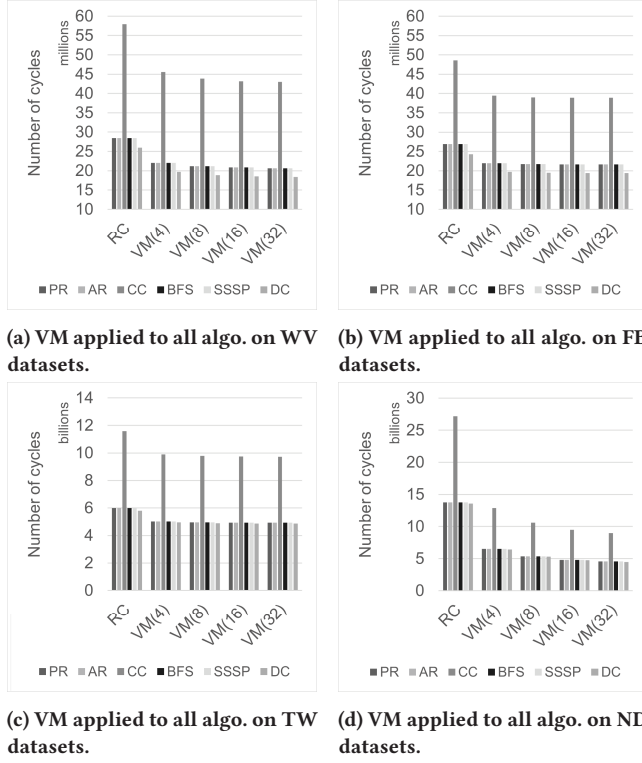 60
55
50
45
40
35
30
25
20
15
10
millions
Number of cycles
RC
VM(4)
VM(8)
VM(16)
VM(32)
PR AR CC BFS SSSP DC
(a) VM applied to all algo. on WV
datasets.
60
55
50
45
40
35
30
25
20
15
10
millions
Number of cycles
RC
VM(4)
VM(8)
VM(16)
VM(32)
PR AR CC BFS SSSP DC
(b) VM applied to all algo. on FB
datasets.
14
12
10
8
6
4
2
0
billions
Number of cycles
RC
VM(4)
VM(8)
VM(16)
VM(32)
PR AR CC BFS SSSP DC
(c) VM applied to all algo. on TW
datasets.
30
25
20
15
10
5
0
billions
Number of cycles
RC
VM(4)
VM(8)
VM(16)
VM(32)
PR AR CC BFS SSSP DC
(d) VM applied to all algo. on ND
datasets.